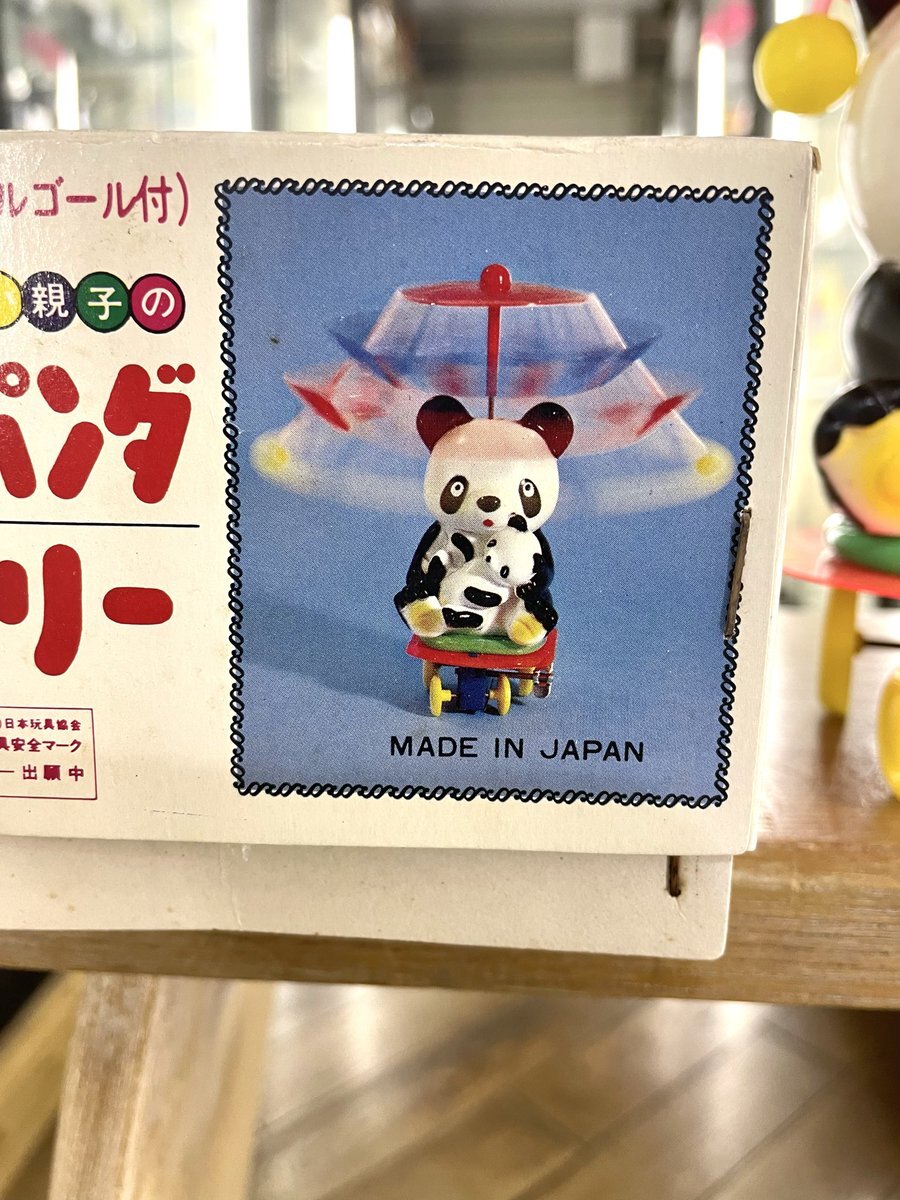 ルゴール付)
親子の
パンダ
リー
日本玩具協会
具安全マーク
出願中
MADE IN JAPAN